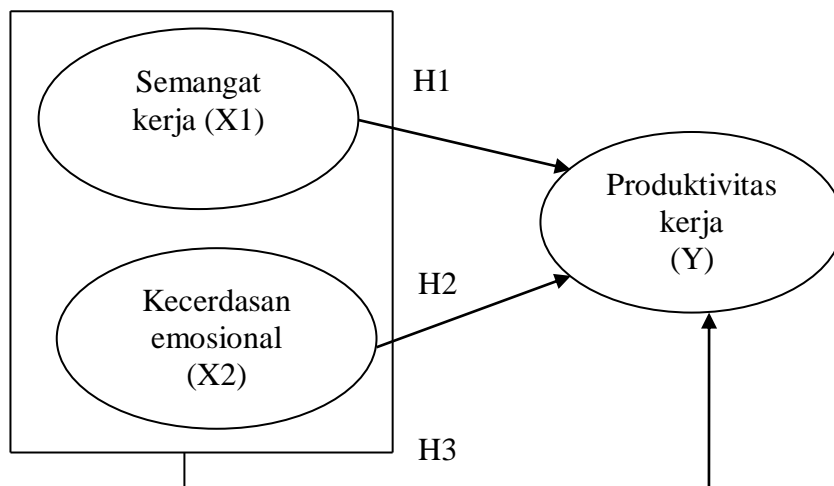 Semangat
kerja (X1)
H1
Produktivitas
kerja
(Y)
Kecerdasan
emosional
(X2)
H2
H3